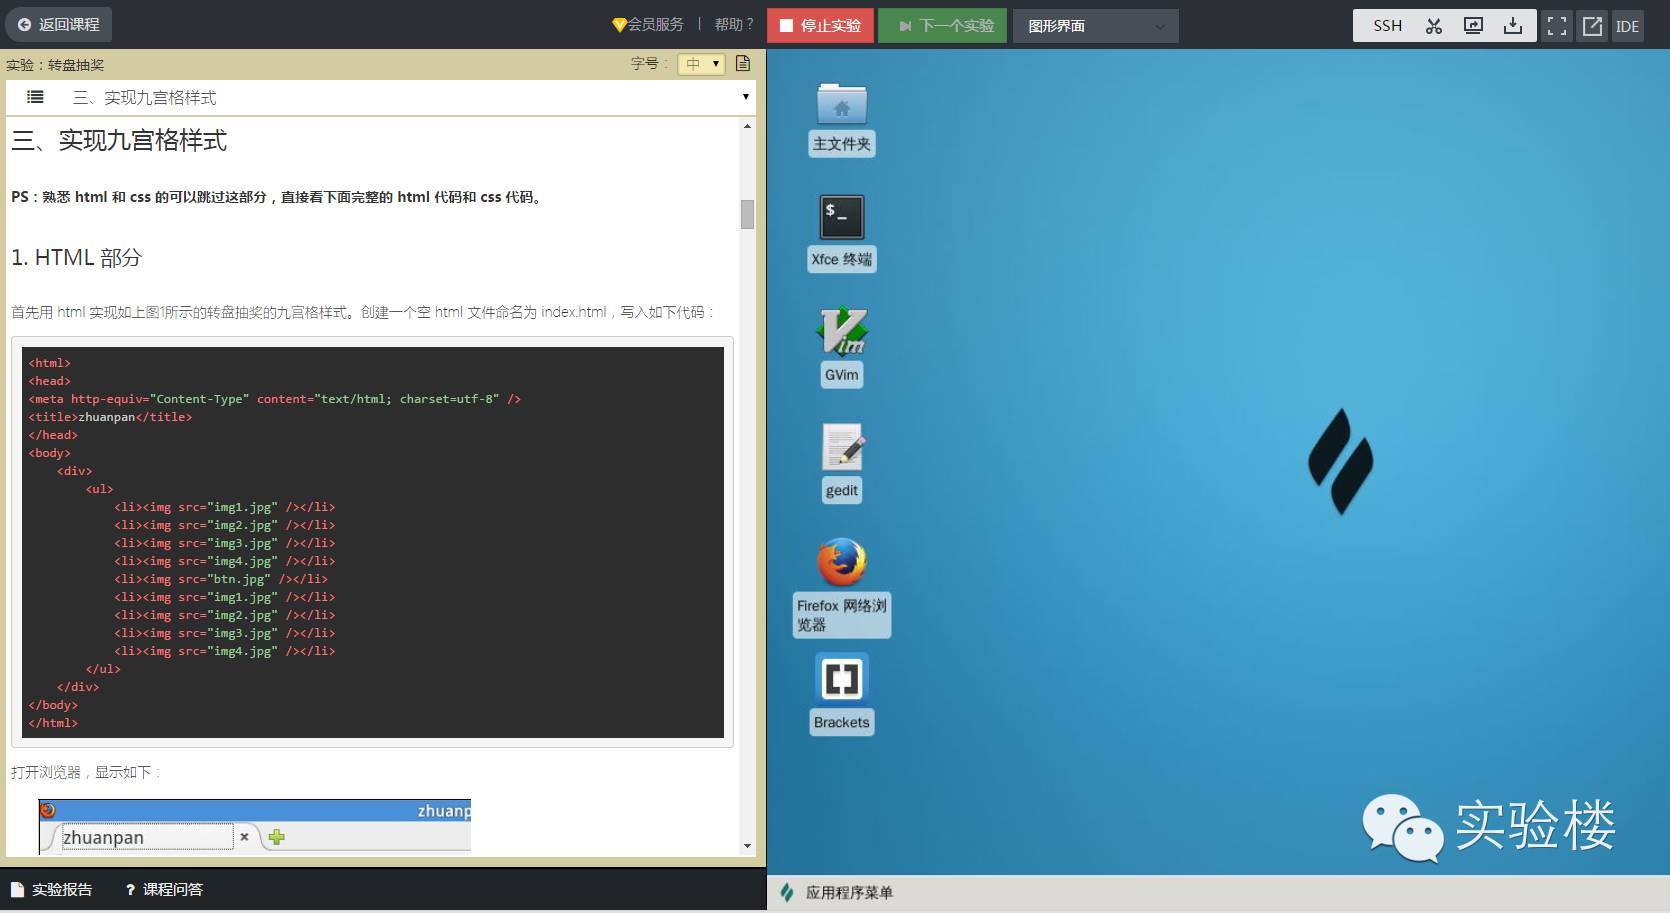 返回课程
会员服务 | 帮助？
停止实验
下一个实验
图形界面
SSH
IDE
实验：转盘抽奖
字号：
中
三、实现九宫格样式
三、实现九宫格样式
PS：熟悉 html 和 css 的可以跳过这部分，直接看下面完整的 html 代码和 css 代码。
1. HTML 部分
首先用 html 实现如上图1所示的转盘抽奖的九宫格样式。创建一个空 html 文件命名为 index.html，写入如下代码：
<html>
<head>
<meta http-equiv="Content-Type" content="text/html; charset=utf-8" />
<title>zhuanpan</title>
</head>
<body>
    <div>
        <ul>
            <li><img src="img1.jpg" /></li>
            <li><img src="img2.jpg" /></li>
            <li><img src="img3.jpg" /></li>
            <li><img src="img4.jpg" /></li>
            <li><img src="btn.jpg" /></li>
            <li><img src="img1.jpg" /></li>
            <li><img src="img2.jpg" /></li>
            <li><img src="img3.jpg" /></li>
            <li><img src="img4.jpg" /></li>
        </ul>
    </div>
</body>
</html>
打开浏览器，显示如下：
zhuanp
zhuanpan
实验报告
? 课程问答
主文件夹
$_
Xfce 终端
Vim
GVim
gedit
Firefox 网络浏
览器
Brackets
实验楼
应用程序菜单